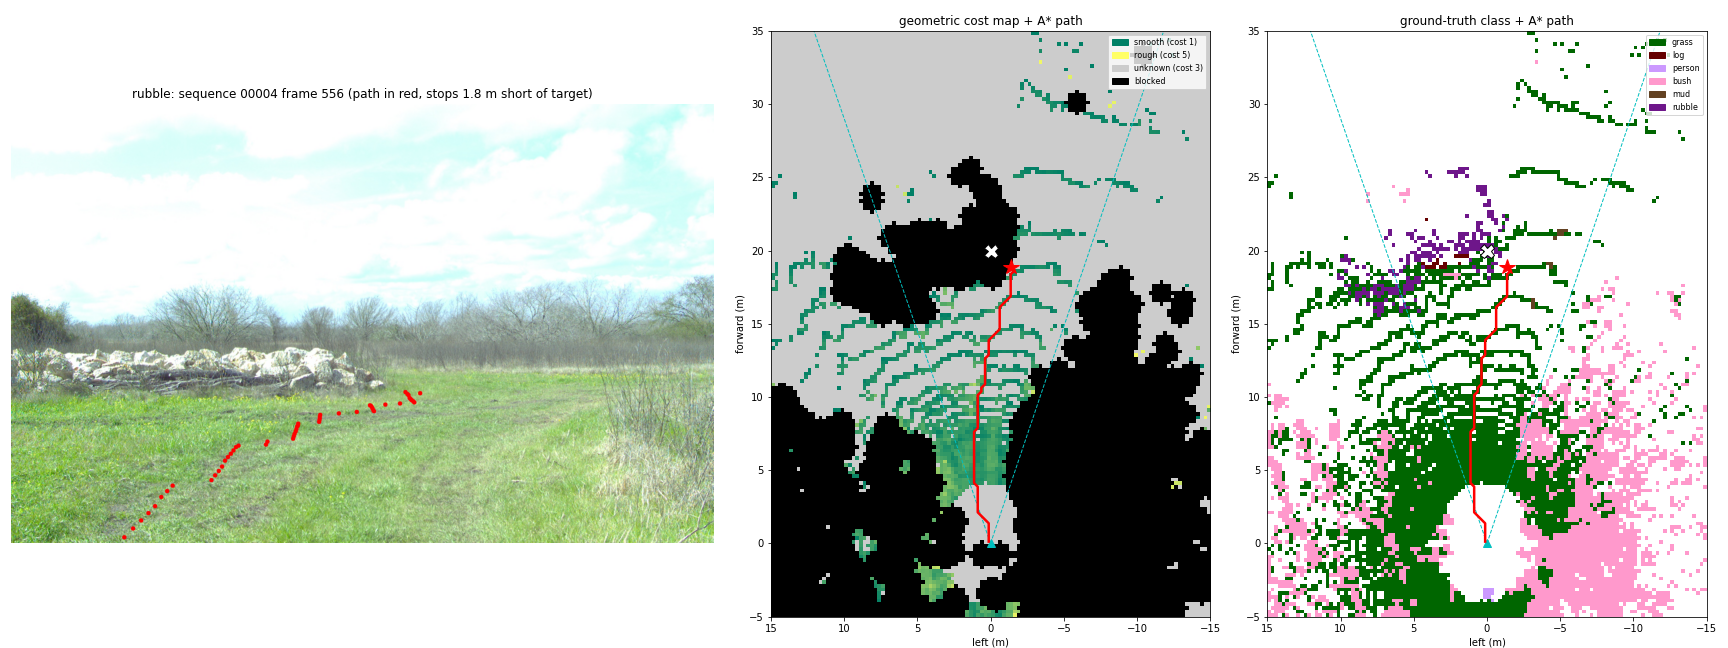 rubble: sequence 00004 frame 556 (path in red, stops 1.8 m short of target)
geometric cost map + A* path
smooth (cost 1)
rough (cost 5)
unknown (cost 3)
blocked
35
30
25
20
15
10
5
0
−5
forward (m)
15
10
5
0
−5
−10
−15
left (m)
ground-truth class + A* path
grass
log
person
bush
mud
rubble
35
30
25
20
15
10
5
0
−5
forward (m)
15
10
5
0
−5
−10
−15
left (m)